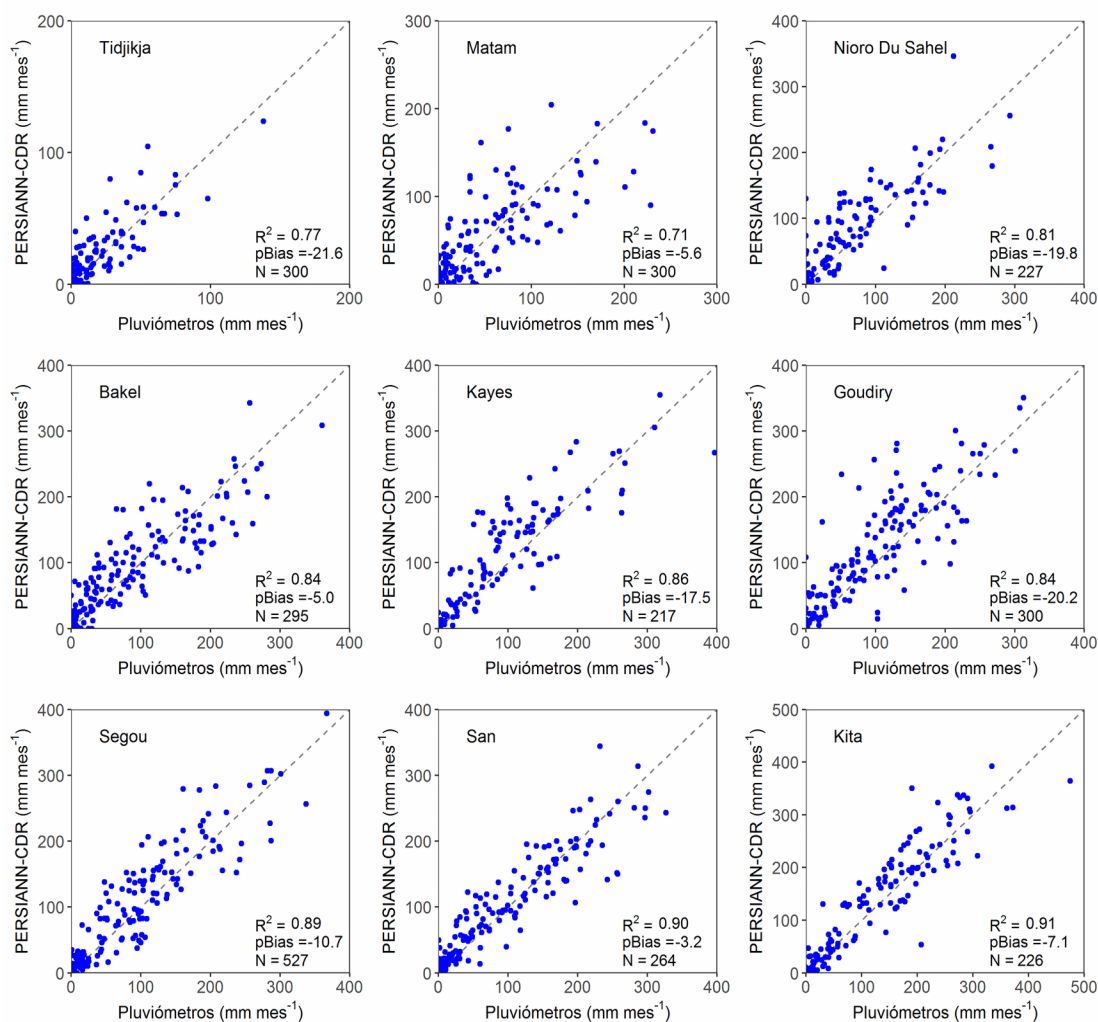 Tidjikja
PERSIANN-CDR (mm mes⁻¹)
200
100
0
R² = 0.77
pBias =-21.6
N = 300
0 100 200
Pluviómetros (mm mes⁻¹)
Matam
PERSIANN-CDR (mm mes⁻¹)
300
200
100
0
R² = 0.71
pBias =-5.6
N = 300
0 100 200 300
Pluviómetros (mm mes⁻¹)
Nioro Du Sahel
PERSIANN-CDR (mm mes⁻¹)
400
300
200
100
0
R² = 0.81
pBias =-19.8
N = 227
0 100 200 300 400
Pluviómetros (mm mes⁻¹)
Bakel
PERSIANN-CDR (mm mes⁻¹)
400
300
200
100
0
R² = 0.84
pBias =-5.0
N = 295
0 100 200 300 400
Pluviómetros (mm mes⁻¹)
Kayes
PERSIANN-CDR (mm mes⁻¹)
400
300
200
100
0
R² = 0.86
pBias =-17.5
N = 217
0 100 200 300 400
Pluviómetros (mm mes⁻¹)
Goudiry
PERSIANN-CDR (mm mes⁻¹)
400
300
200
100
0
R² = 0.84
pBias =-20.2
N = 300
0 100 200 300 400
Pluviómetros (mm mes⁻¹)
Segou
PERSIANN-CDR (mm mes⁻¹)
400
300
200
100
0
R² = 0.89
pBias =-10.7
N = 527
0 100 200 300 400
Pluviómetros (mm mes⁻¹)
San
PERSIANN-CDR (mm mes⁻¹)
400
300
200
100
0
R² = 0.90
pBias =-3.2
N = 264
0 100 200 300 400
Pluviómetros (mm mes⁻¹)
Kita
PERSIANN-CDR (mm mes⁻¹)
500
400
300
200
100
0
R² = 0.91
pBias =-7.1
N = 226
0 100 200 300 400 500
Pluviómetros (mm mes⁻¹)